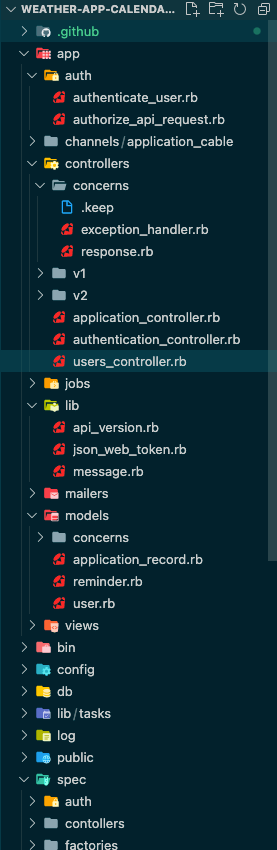 WEATHER-APP-CALENDA...
.github
app
auth
authenticate_user.rb
authorize_api_request.rb
channels/application_cable
controllers
concerns
.keep
exception_handler.rb
response.rb
v1
v2
application_controller.rb
authentication_controller.rb
users_controller.rb
jobs
lib
api_version.rb
json_web_token.rb
message.rb
mailers
models
concerns
application_record.rb
reminder.rb
user.rb
views
bin
config
db
lib/tasks
log
public
spec
auth
contollers
factories